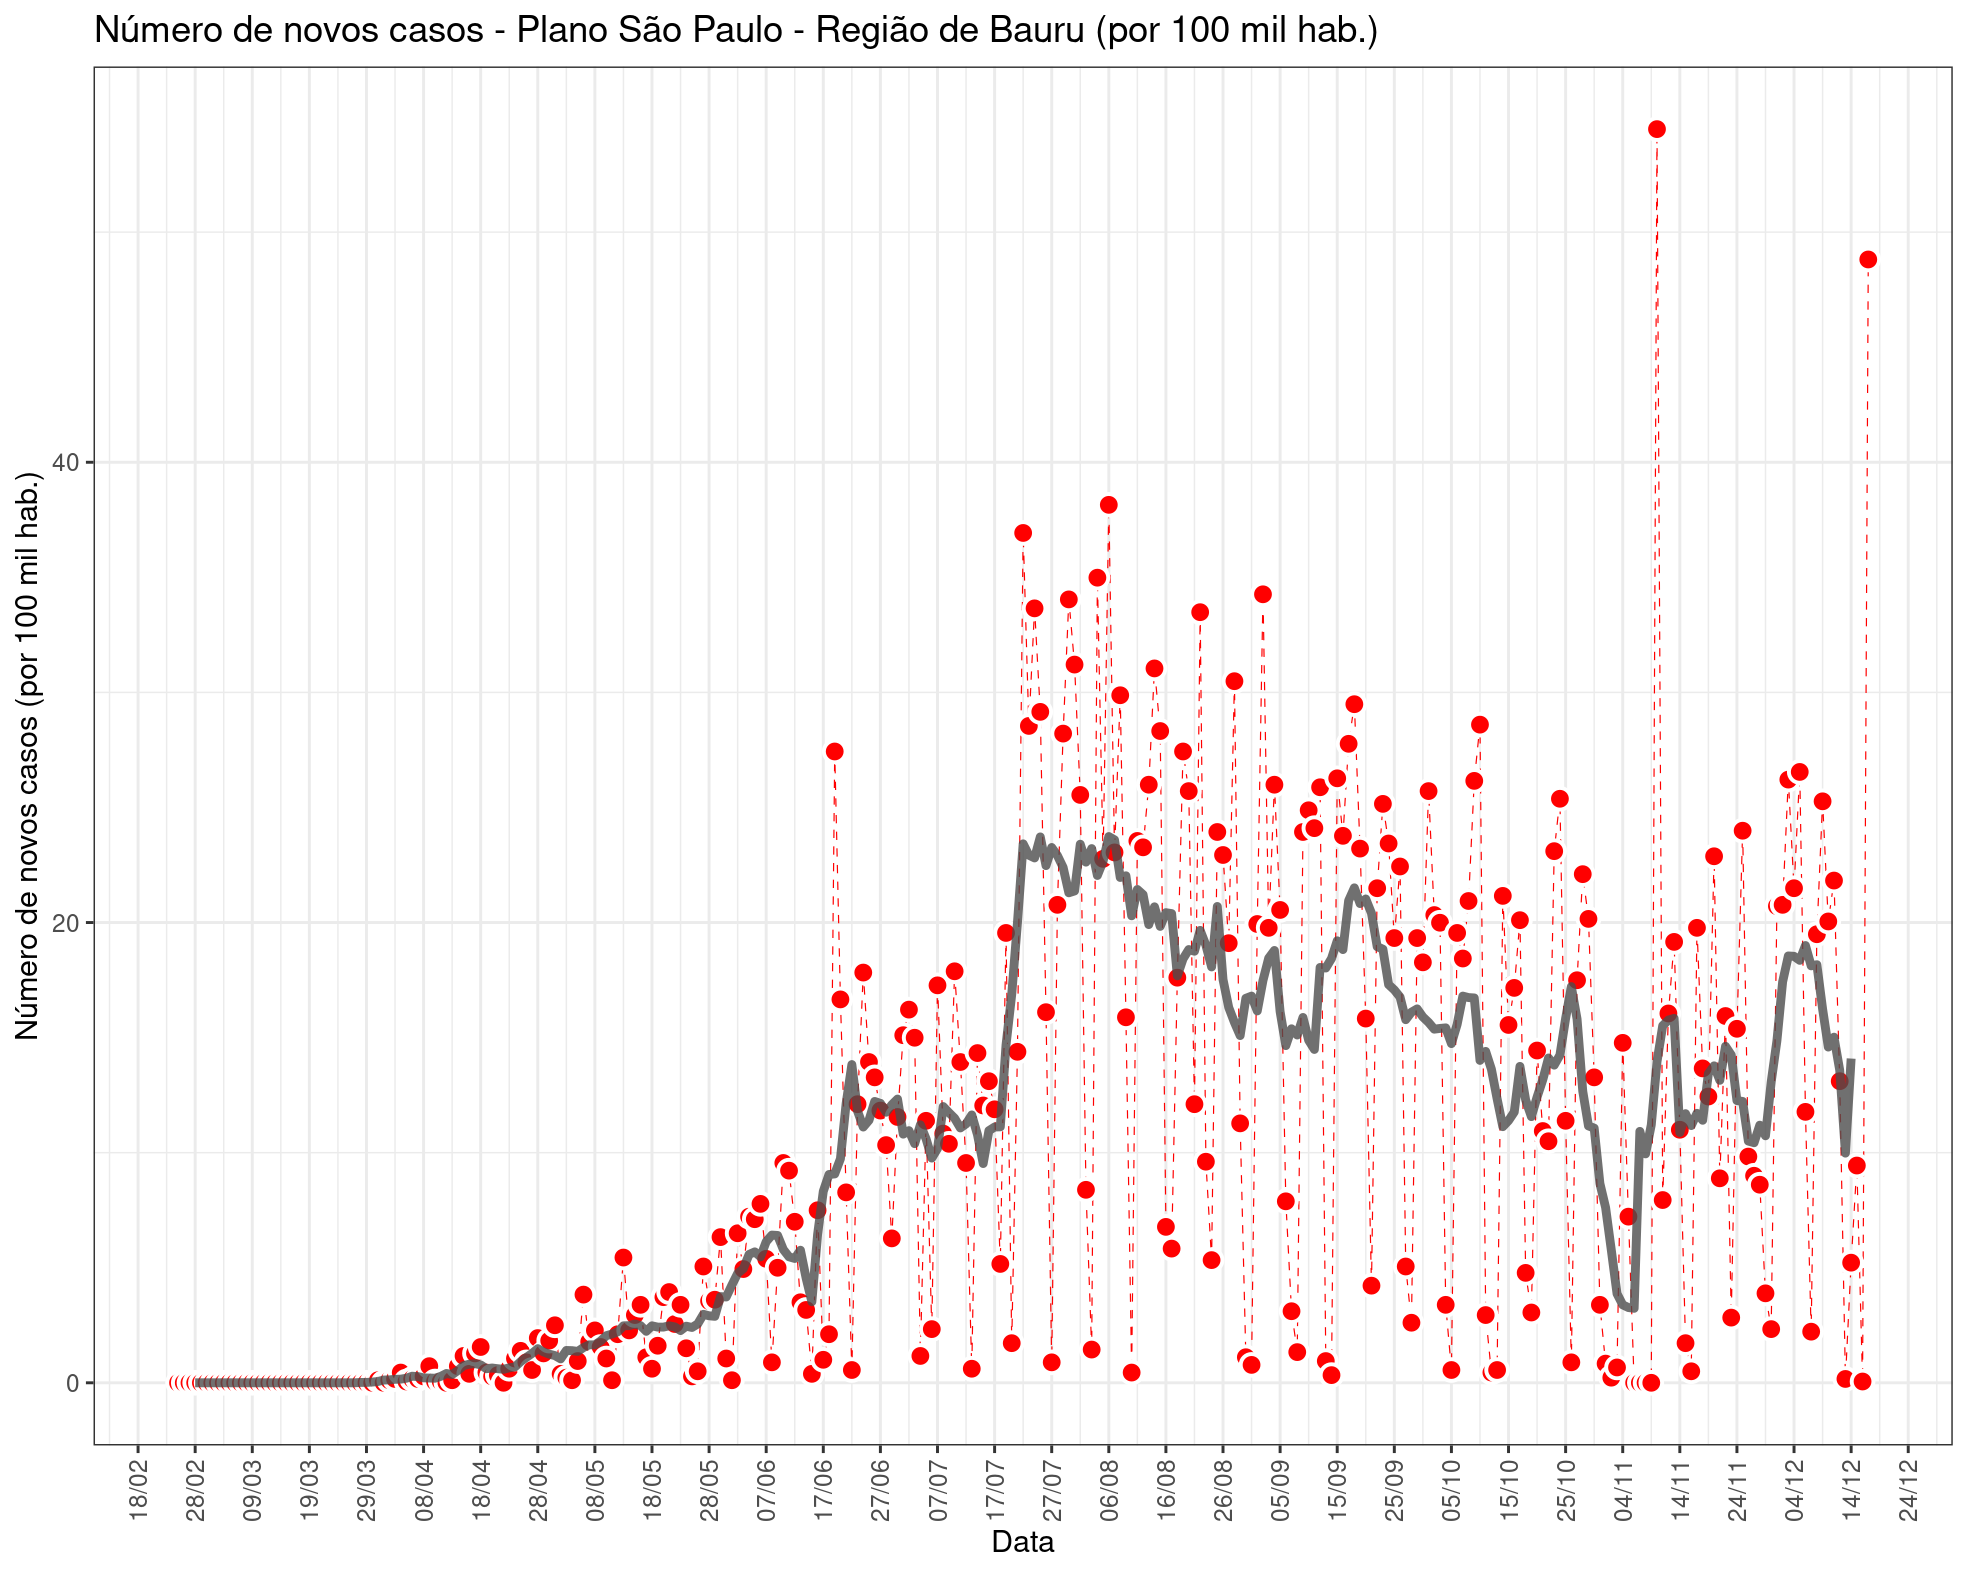 Número de novos casos - Plano São Paulo - Região de Bauru (por 100 mil hab.)
Número de novos casos (por 100 mil hab.)
40
20
0
18/02 28/02 09/03 19/03 29/03 08/04 18/04 28/04 08/05 18/05 28/05 07/06 17/06 27/06 07/07 17/07 27/07 06/08 16/08 26/08 05/09 15/09 25/09 05/10 15/10 25/10 04/11 14/11 24/11 04/12 14/12 24/12
Data